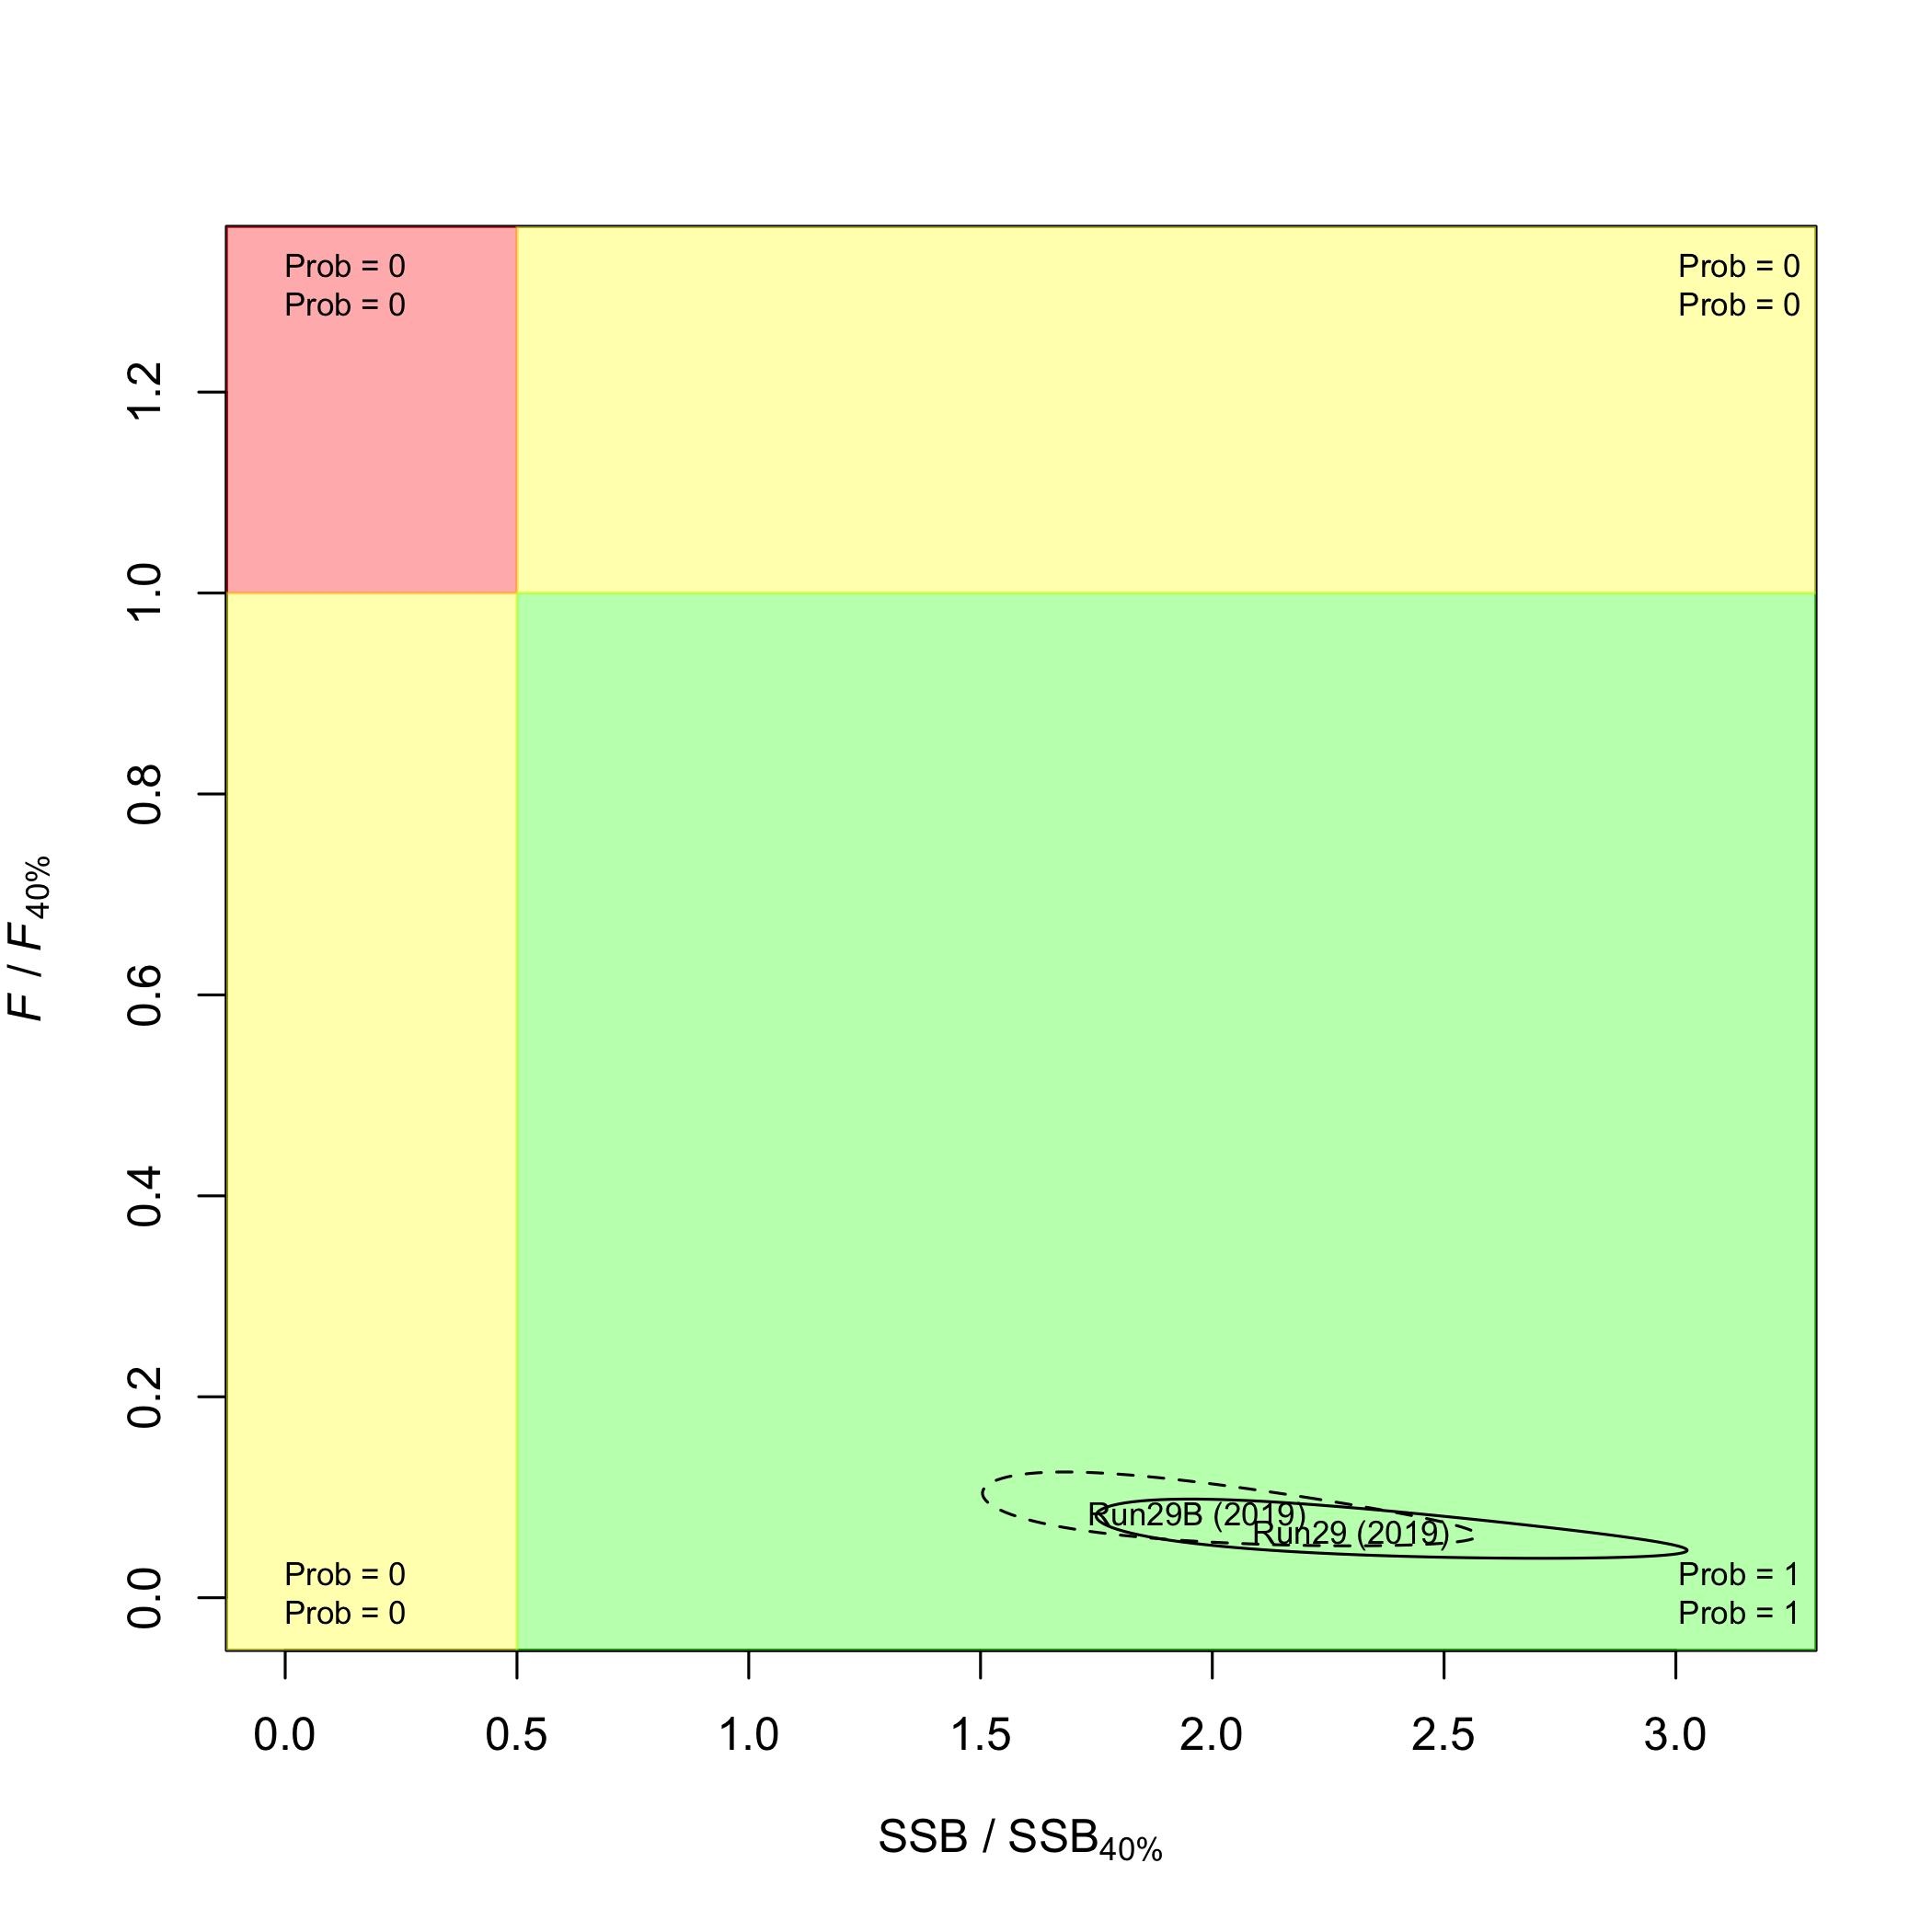 Prob = 0
Prob = 0
Prob = 0
Prob = 0
1.2
1.0
0.8
0.6
0.4
0.2
0.0
F / F40%
Run29B (2019)
Run29 (2019)
Prob = 0
Prob = 0
Prob = 1
Prob = 1
0.0 0.5 1.0 1.5 2.0 2.5 3.0
SSB / SSB40%